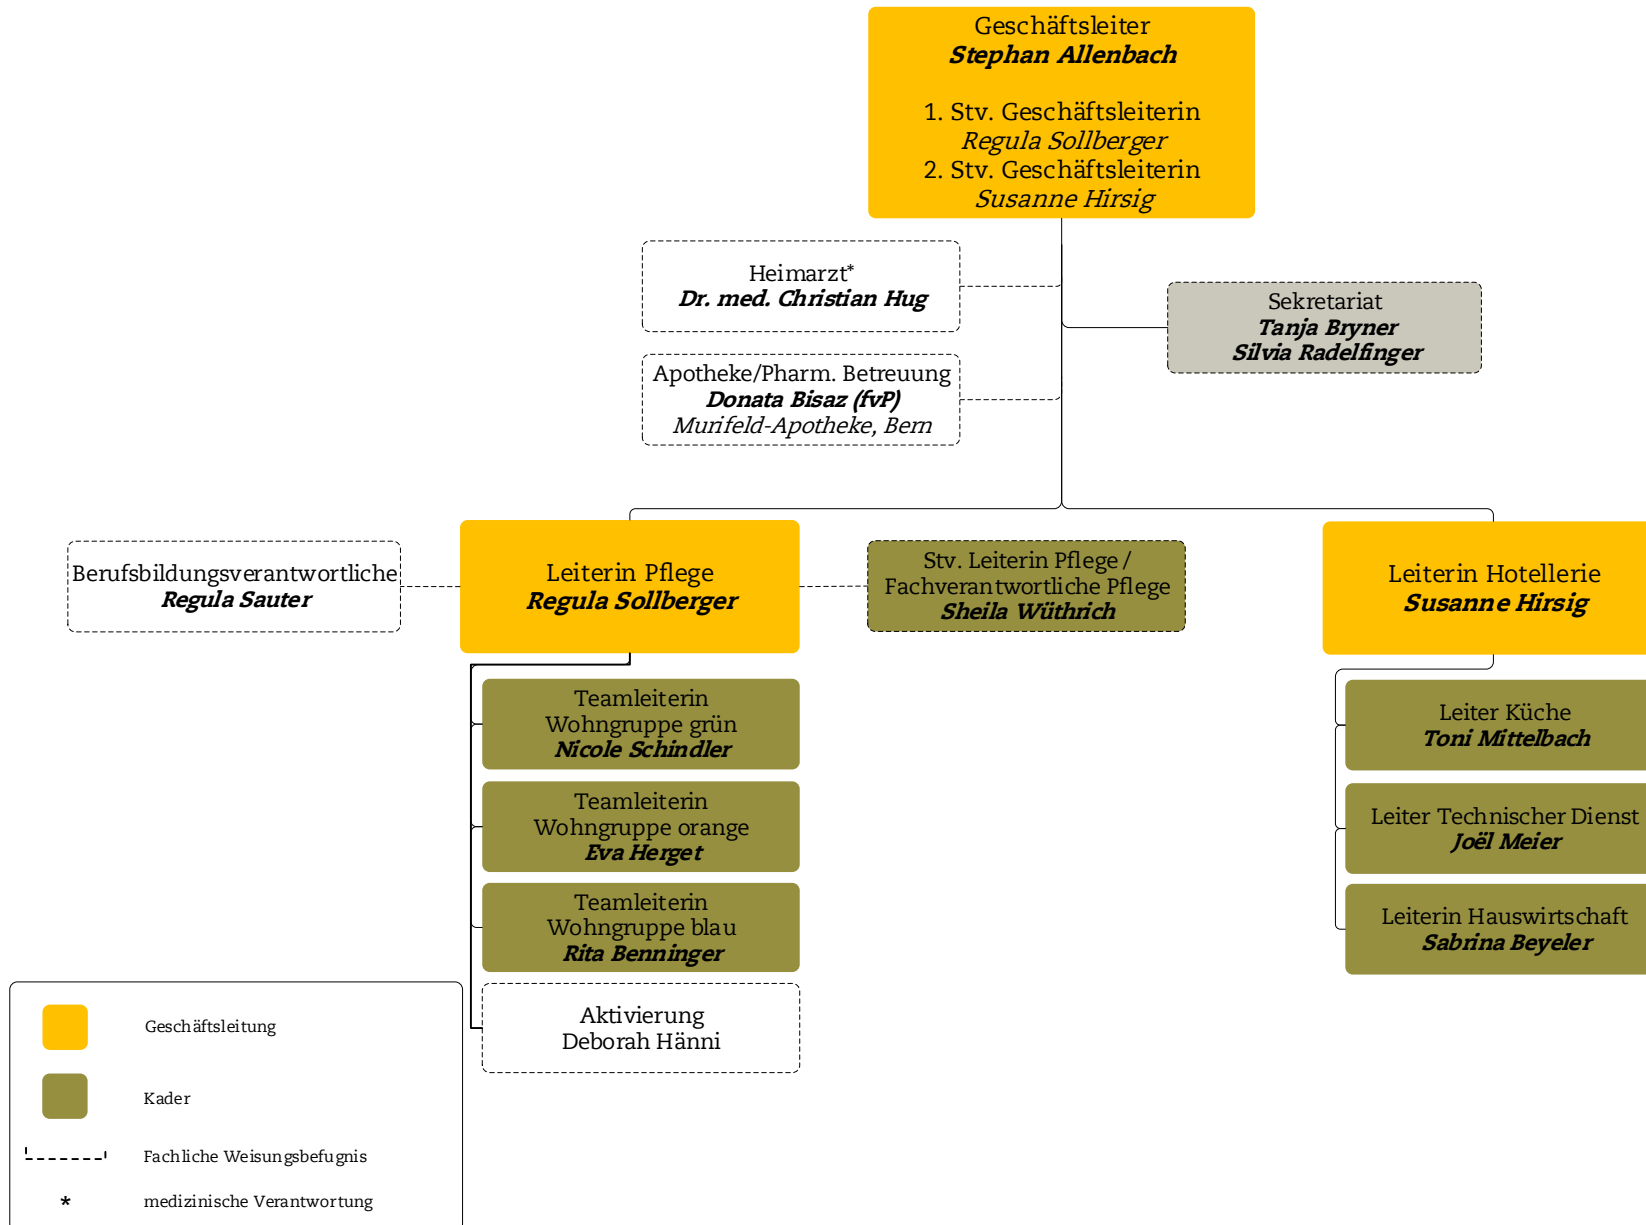 Geschäftsleiter
Stephan Allenbach
1. Stv. Geschäftsleiterin
Regula Sollberger
2. Stv. Geschäftsleiterin
Susanne Hirsig
Heimarzt*
Dr. med. Christian Hug
Sekretariat
Tanja Bryner
Silvia Radelfinger
Apotheke/Pharm. Betreuung
Donata Bisaz (fvP)
Murifeld-Apotheke, Bern
Berufsbildungsverantwortliche
Regula Sauter
Leiterin Pflege
Regula Sollberger
Stv. Leiterin Pflege /
Fachverantwortliche Pflege
Sheila Wüthrich
Leiterin Hotellerie
Susanne Hirsig
Teamleiterin
Wohngruppe grün
Nicole Schindler
Teamleiterin
Wohngruppe orange
Eva Herget
Teamleiterin
Wohngruppe blau
Rita Benninger
Aktivierung
Deborah Hänni
Leiter Küche
Toni Mittelbach
Leiter Technischer Dienst
Joël Meier
Leiterin Hauswirtschaft
Sabrina Beyeler
Geschäftsleitung
Kader
Fachliche Weisungsbefugnis
* medizinische Verantwortung